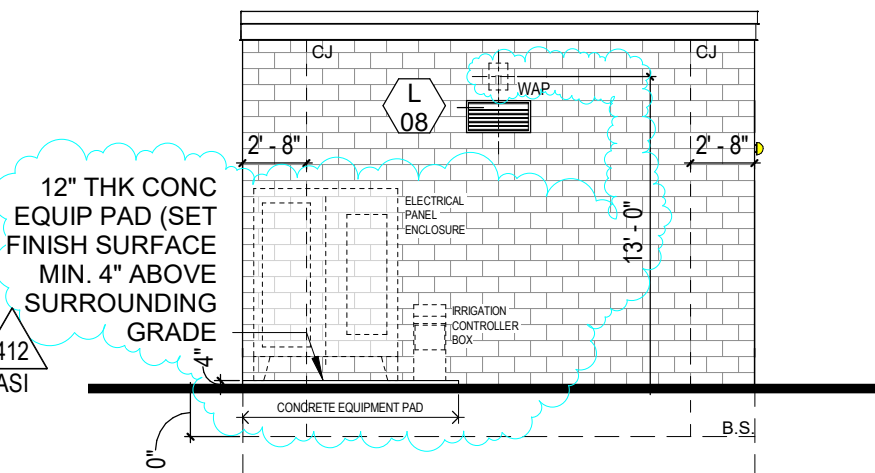 CJ
CJ
WAP
L
08
2' - 8"
2' - 8"
12" THK CONC
EQUIP PAD (SET
FINISH SURFACE
MIN. 4" ABOVE
SURROUNDING
GRADE
ELECTRICAL
PANEL
ENCLOSURE
13' - 0"
IRRIGATION
CONTROLLER
BOX
412
ASI
4"
CONCRETE EQUIPMENT PAD
B.S.
0"